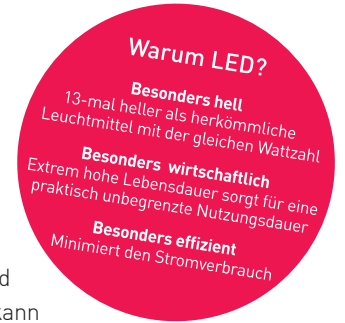 Warum LED?
Besonders hell
13-mal heller als herkömmliche
Leuchtmittel mit der gleichen Wattzahl
Besonders wirtschaftlich
Extrem hohe Lebensdauer sorgt für eine
praktisch unbegrenzte Nutzungsdauer
Besonders effizient
Minimiert den Stromverbrauch
d
kann